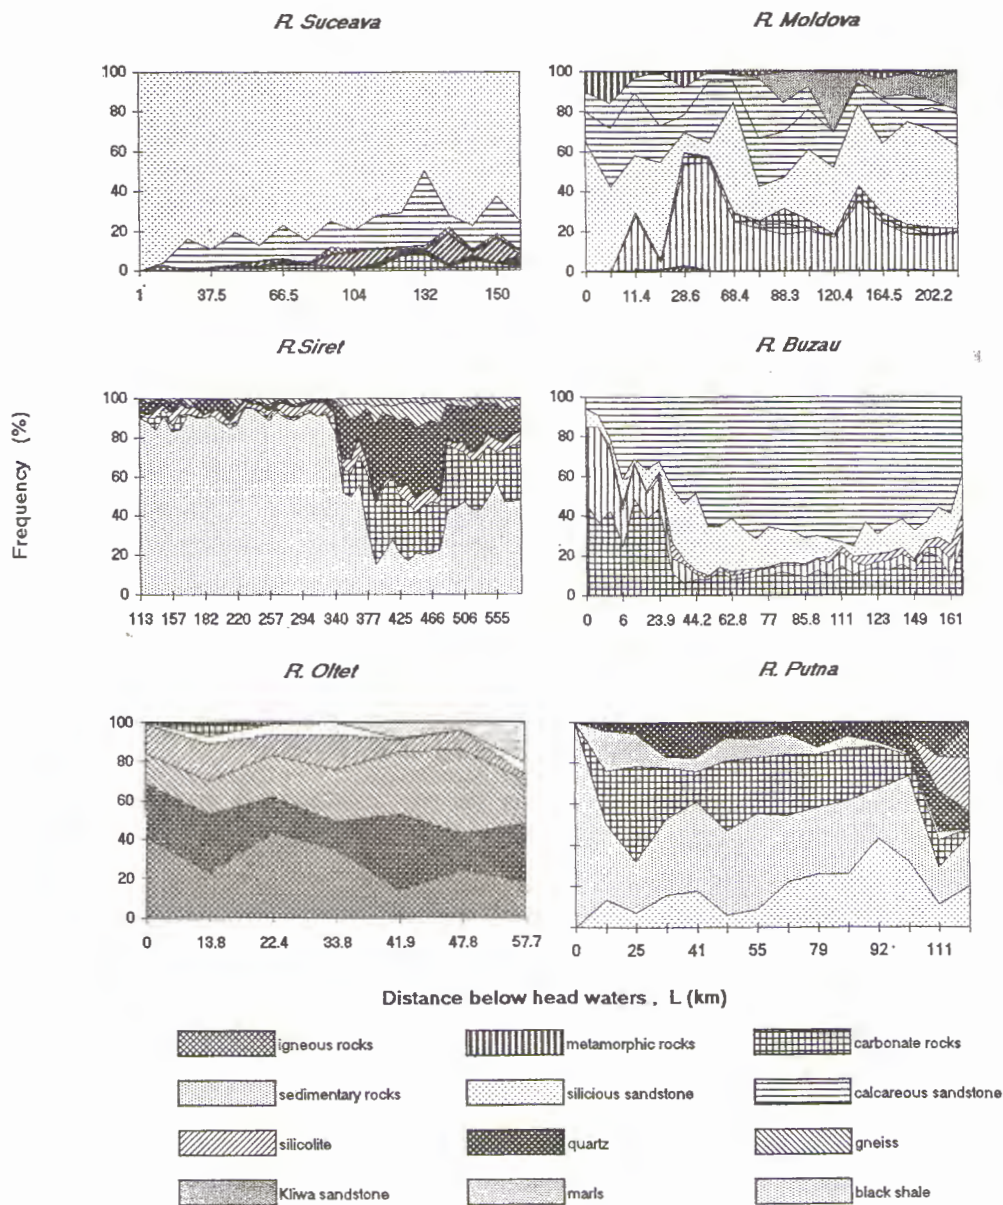 R. Suceava
R. Moldova
100
80
60
40
20
0
1 37.5 66.5 104 132 150
100
80
60
40
20
0
0 11.4 28.6 68.4 88.3 120.4 164.5 202.2
R.Siret
R. Buzau
Frequency (%)
100
80
60
40
20
0
113 157 182 220 257 294 340 377 425 466 506 555
100
80
60
40
20
0
0 6 23.9 44.2 62.8 77 85.8 111 123 149 161
R. Oltet
R. Putna
100
80
60
40
20
0
0 13.8 22.4 33.8 41.9 47.8 57.7
0 25 41 55 79 92 111
Distance below head waters , L (km)
igneous rocks metamorphic rocks carbonate rocks
sedimentary rocks silicious sandstone calcareous sandstone
silicolite quartz gneiss
Kliwa sandstone marls black shale